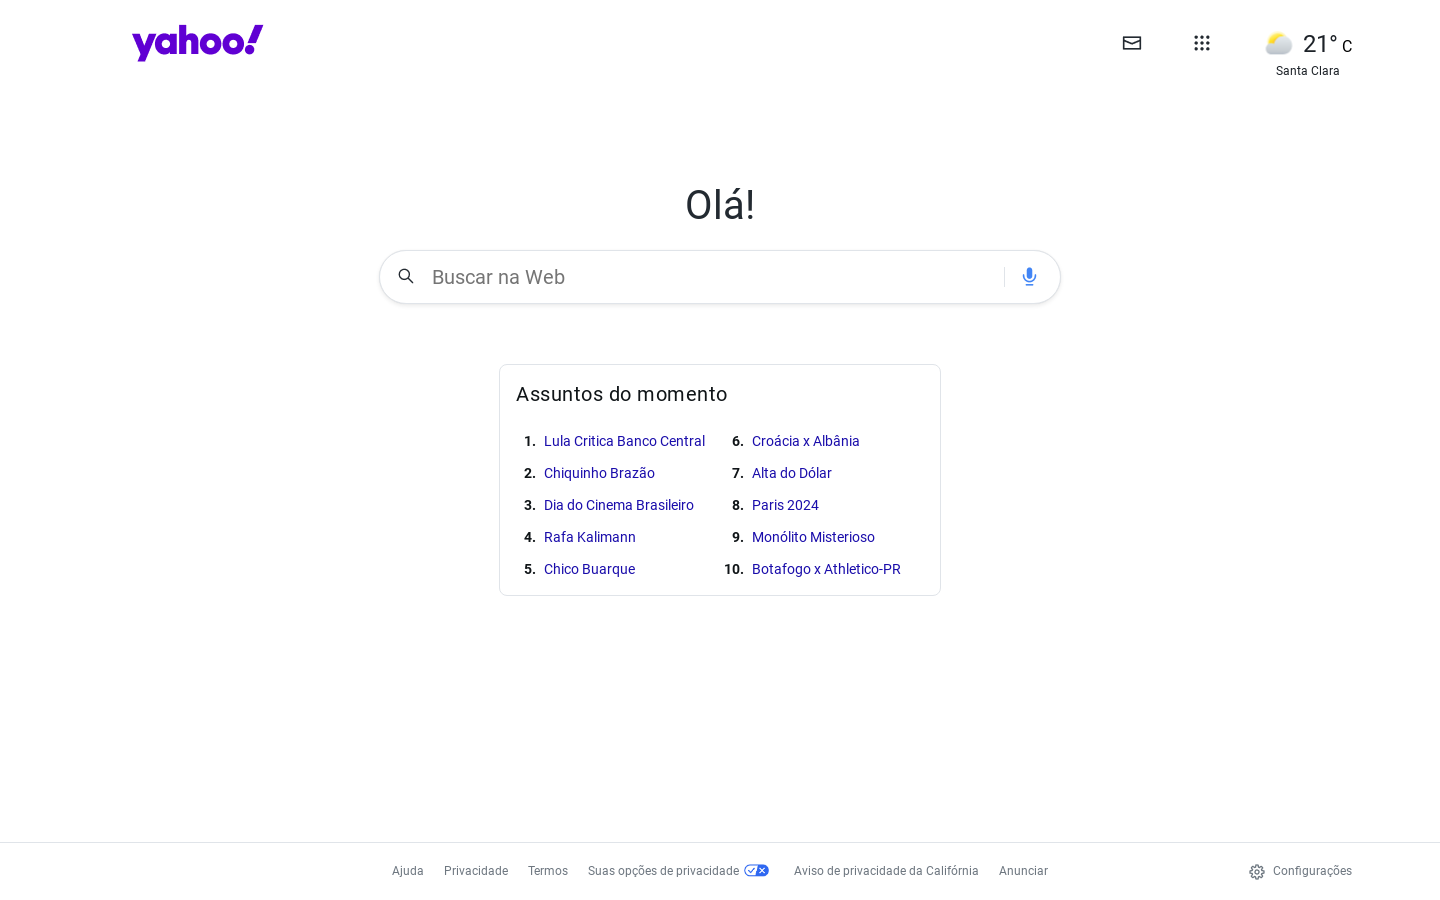 yahoo!
21° C
Santa Clara
Olá!
Buscar na Web
Assuntos do momento
1. Lula Critica Banco Central
2. Chiquinho Brazão
3. Dia do Cinema Brasileiro
4. Rafa Kalimann
5. Chico Buarque
6. Croácia x Albânia
7. Alta do Dólar
8. Paris 2024
9. Monólito Misterioso
10. Botafogo x Athletico-PR
Ajuda Privacidade Termos Suas opções de privacidade Aviso de privacidade da Califórnia Anunciar Configurações